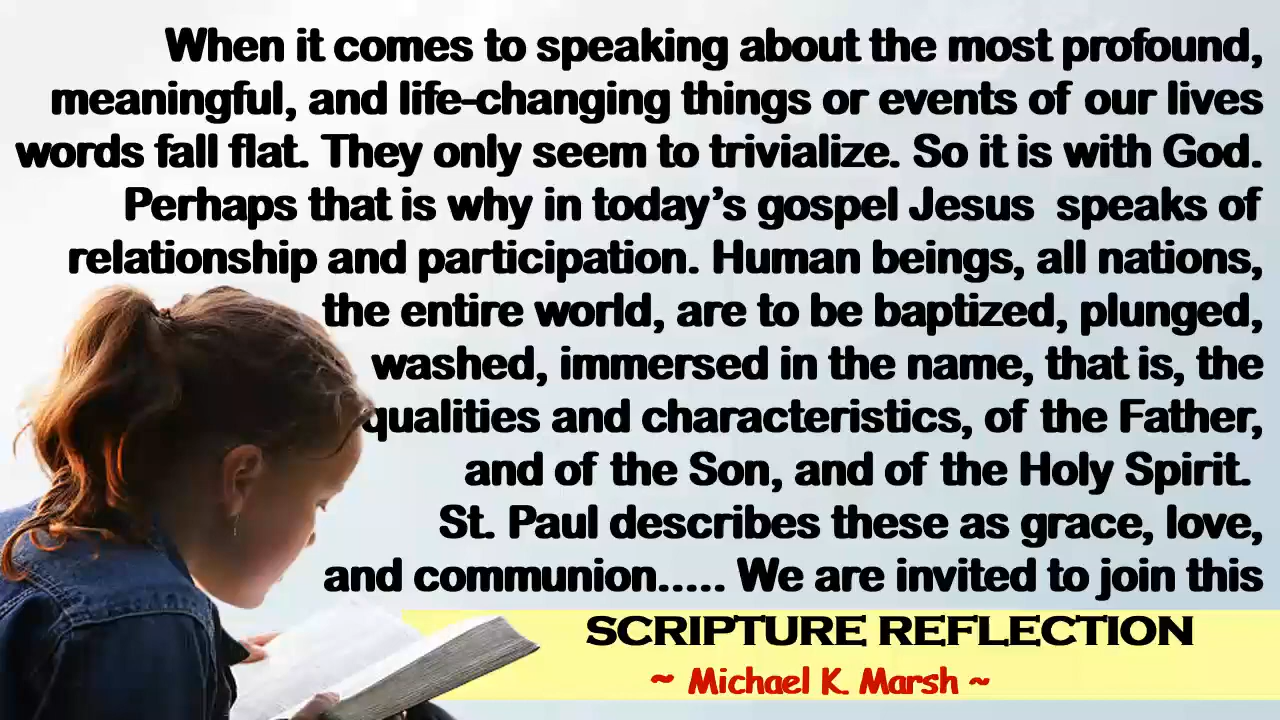 When it comes to speaking about the most profound,
meaningful, and life-changing things or events of our lives
words fall flat. They only seem to trivialize. So it is with God.
Perhaps that is why in today’s gospel Jesus  speaks of
relationship and participation. Human beings, all nations,
the entire world, are to be baptized, plunged,
washed, immersed in the name, that is, the
qualities and characteristics, of the Father,
and of the Son, and of the Holy Spirit.
St. Paul describes these as grace, love,
and communion..... We are invited to join this
SCRIPTURE REFLECTION
~ Michael K. Marsh ~